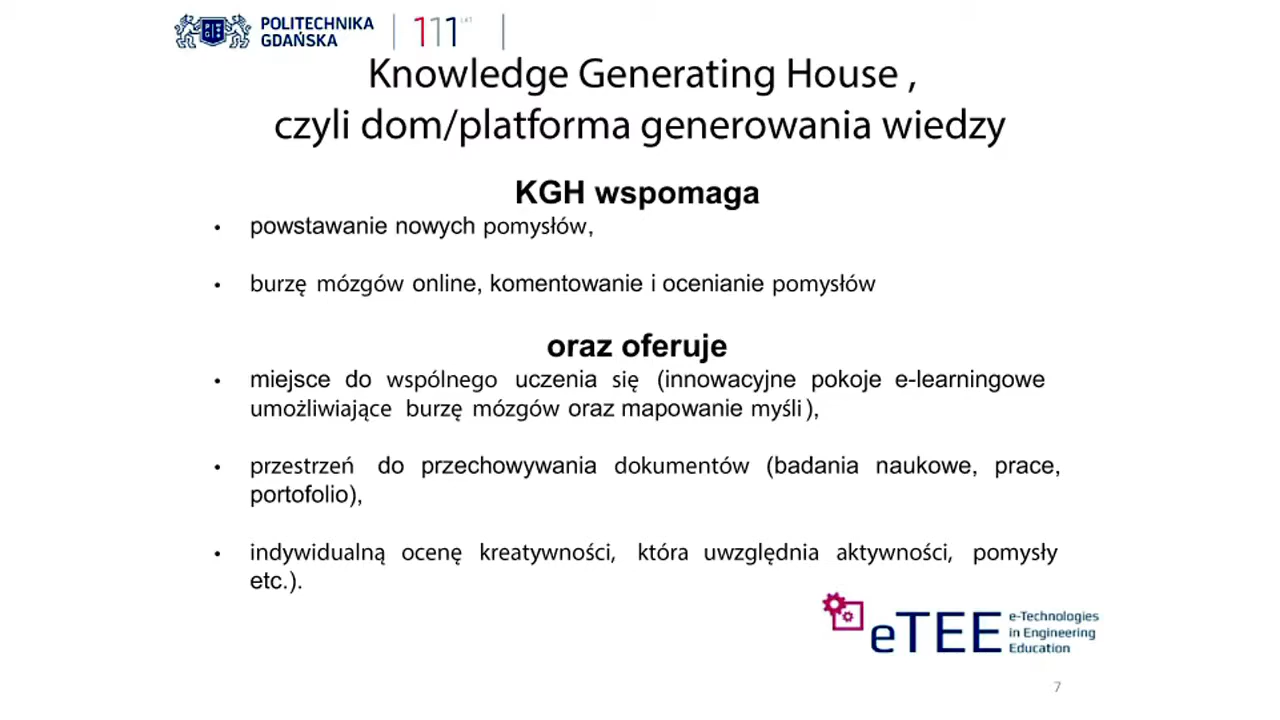 POLITECHNIKA
GDAŃSKA
111 LAT
Knowledge Generating House ,
czyli dom/platforma generowania wiedzy
KGH wspomaga
• powstawanie nowych pomysłów,
• burzę mózgów online, komentowanie i ocenianie pomysłów
oraz oferuje
• miejsce do wspólnego uczenia się (innowacyjne pokoje e-learningowe
umożliwiające burzę mózgów oraz mapowanie myśli ),
• przestrzeń do przechowywania dokumentów (badania naukowe, prace,
portofolio),
• indywidualną ocenę kreatywności, która uwzględnia aktywności, pomysły
etc.).
eTEE
e-Technologies
in Engineering
Education
7